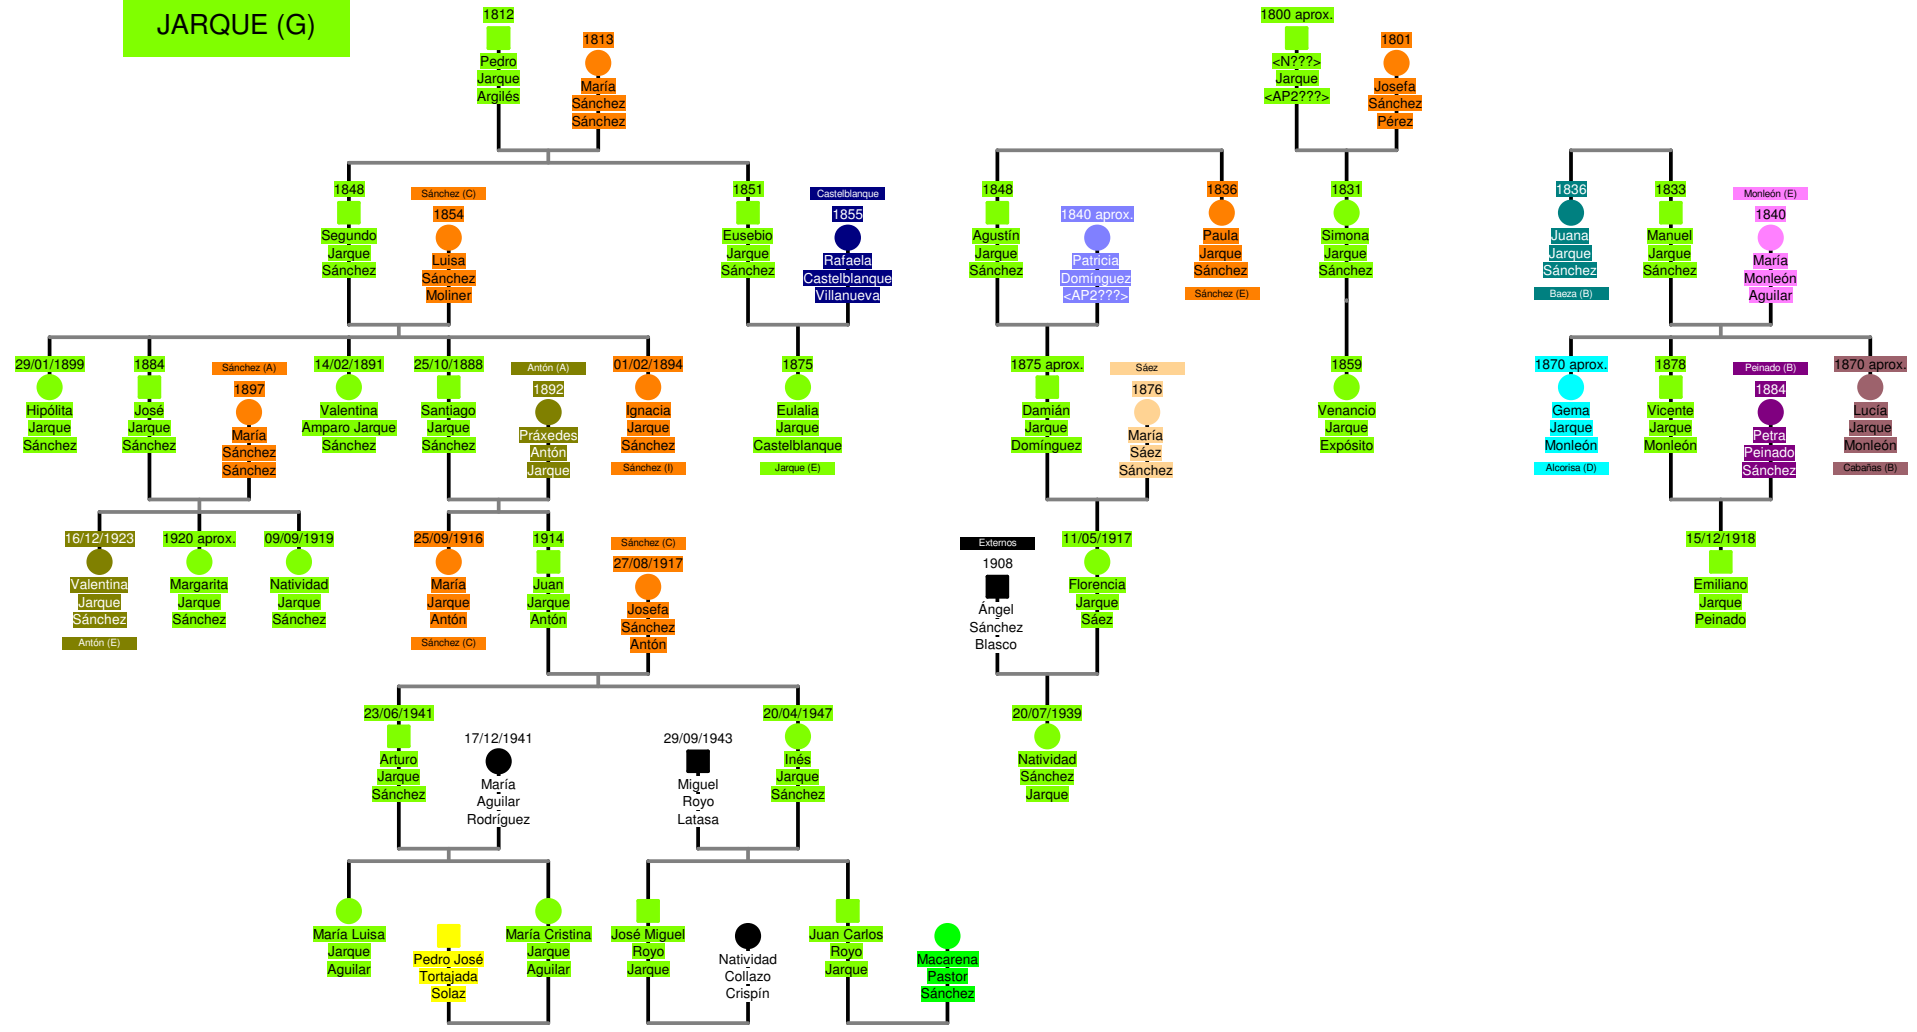 JARQUE (G)
1812
Pedro
Jarque
Argilés
1813
María
Sánchez
Sánchez
1800 aprox.
<N???>
Jarque
<AP2???>
1801
Josefa
Sánchez
Pérez
1848
Segundo
Jarque
Sánchez
Sánchez (C)
1854
Luisa
Sánchez
Moliner
1851
Eusebio
Jarque
Sánchez
Castelblanque
1855
Rafaela
Castelblanque
Villanueva
1848
Agustín
Jarque
Sánchez
1840 aprox.
Patricia
Domínguez
<AP2???>
1836
Paula
Jarque
Sánchez
Sánchez (E)
1831
Simona
Jarque
Sánchez
1836
Juana
Jarque
Sánchez
Baeza (B)
1833
Manuel
Jarque
Sánchez
Monleón (E)
1840
María
Monleón
Aguilar
29/01/1899
Hipólita
Jarque
Sánchez
1884
José
Jarque
Sánchez
Sánchez (A)
1897
María
Sánchez
Sánchez
14/02/1891
Valentina
Amparo Jarque
Sánchez
25/10/1888
Santiago
Jarque
Sánchez
Antón (A)
1892
Práxedes
Antón
Jarque
01/02/1894
Ignacia
Jarque
Sánchez
Sánchez (I)
1875
Eulalia
Jarque
Castelblanque
Jarque (E)
1875 aprox.
Damián
Jarque
Domínguez
Sáez
1876
María
Sáez
Sánchez
1859
Venancio
Jarque
Expósito
1870 aprox.
Gema
Jarque
Monleón
Alcorisa (D)
1878
Vicente
Jarque
Monleón
Peinado (B)
1884
Petra
Peinado
Sánchez
1870 aprox.
Lucía
Jarque
Monleón
Cabañas (B)
16/12/1923
Valentina
Jarque
Sánchez
Antón (E)
1920 aprox.
Margarita
Jarque
Sánchez
09/09/1919
Natividad
Jarque
Sánchez
25/09/1916
María
Jarque
Antón
Sánchez (C)
1914
Juan
Jarque
Antón
Sánchez (C)
27/08/1917
Josefa
Sánchez
Antón
Externos
1908
Ángel
Sánchez
Blasco
11/05/1917
Florencia
Jarque
Sáez
15/12/1918
Emiliano
Jarque
Peinado
23/06/1941
Arturo
Jarque
Sánchez
17/12/1941
María
Aguilar
Rodríguez
29/09/1943
Miguel
Royo
Latasa
20/04/1947
Inés
Jarque
Sánchez
20/07/1939
Natividad
Sánchez
Jarque
María Luisa
Jarque
Aguilar
Pedro José
Tortajada
Solaz
María Cristina
Jarque
Aguilar
José Miguel
Royo
Jarque
Natividad
Collazo
Crispín
Juan Carlos
Royo
Jarque
Macarena
Pastor
Sánchez